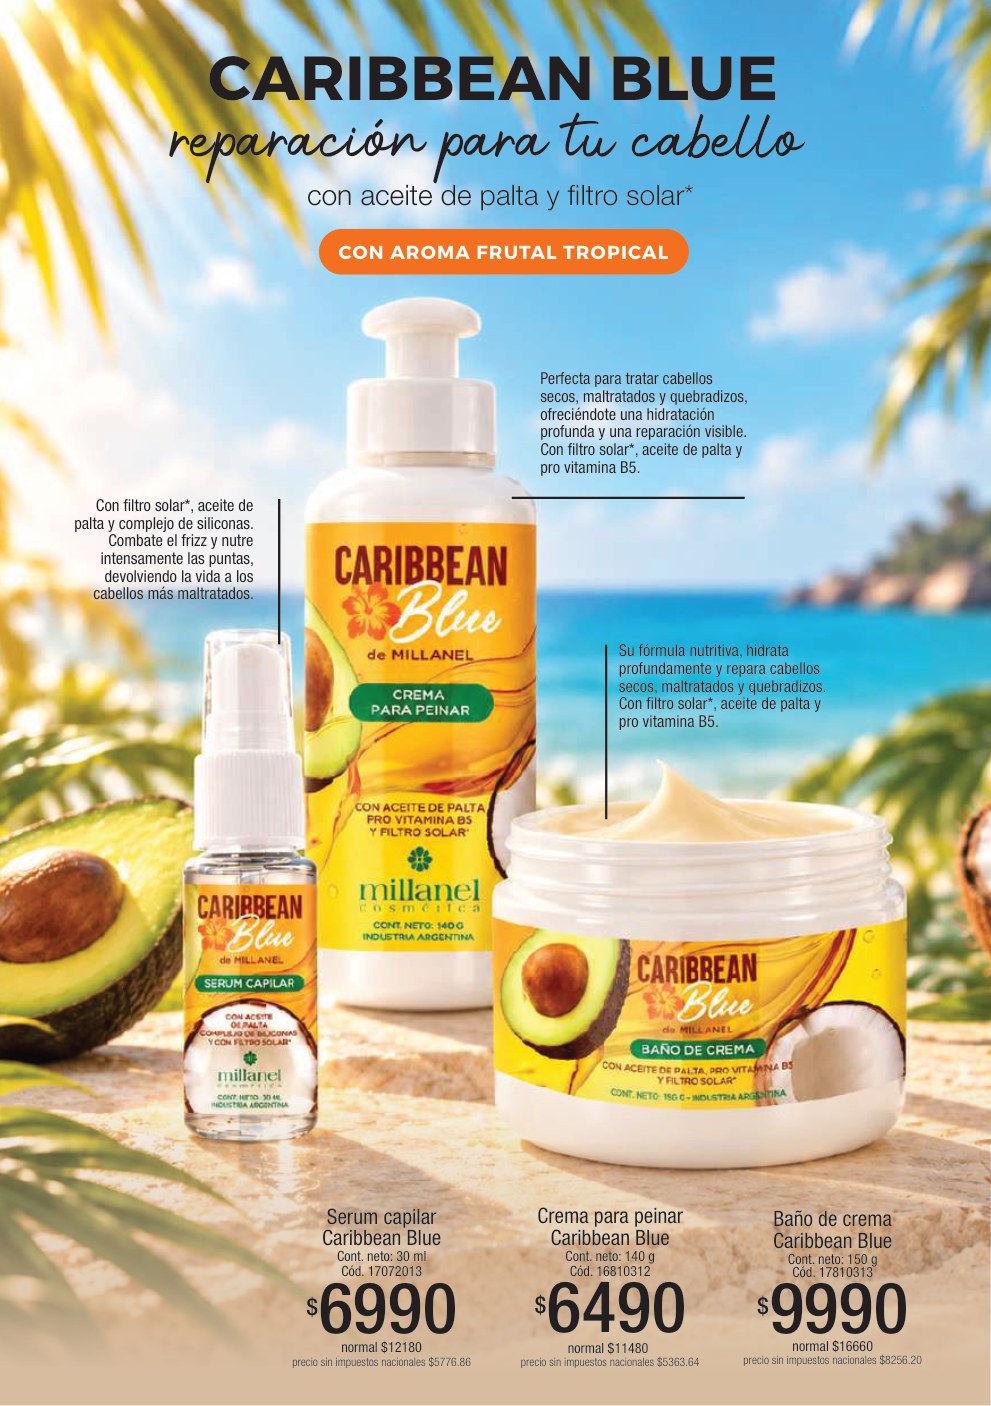 CARIBBEAN BLUE
reparación para tu cabello
con aceite de palta y filtro solar*
CON AROMA FRUTAL TROPICAL
Perfecta para tratar cabellos
secos, maltratados y quebradizos,
ofreciéndote una hidratación
profunda y una reparación visible.
Con filtro solar*, aceite de palta y
pro vitamina B5.
Con filtro solar*, aceite de
palta y complejo de siliconas.
Combate el frizz y nutre
intensamente las puntas,
devolviendo la vida a los
cabellos más maltratados.
Su fórmula nutritiva, hidrata
profundamente y repara cabellos
secos, maltratados y quebradizos.
Con filtro solar*, aceite de palta y
pro vitamina B5.
CARIBBEAN
Blue
de MILLANEL
CREMA
PARA PEINAR
CON ACEITE DE PALTA
PRO VITAMINA B5
Y FILTRO SOLAR*
millanel
cosmética
CONT. NETO: 140 G
INDUSTRIA ARGENTINA
CARIBBEAN
Blue
de MILLANEL
SERUM CAPILAR
CON ACEITE
DE PALTA
COMPLEJO DE SILICONAS
Y CON FILTRO SOLAR*
millanel
cosmética
CONT. NETO: 30 ML
INDUSTRIA ARGENTINA
CARIBBEAN
Blue
de MILLANEL
BAÑO DE CREMA
CON ACEITE DE PALTA, PRO VITAMINA B5
Y FILTRO SOLAR*
CONT. NETO: 150 G - INDUSTRIA ARGENTINA
Serum capilar
Caribbean Blue
Cont. neto: 30 ml
Cód. 17072013
$6990
normal $12180
precio sin impuestos nacionales $5776.86
Crema para peinar
Caribbean Blue
Cont. neto: 140 g
Cód. 16810312
$6490
normal $11480
precio sin impuestos nacionales $5363.64
Baño de crema
Caribbean Blue
Cont. neto: 150 g
Cód. 17810313
$9990
normal $16660
precio sin impuestos nacionales $8256.20